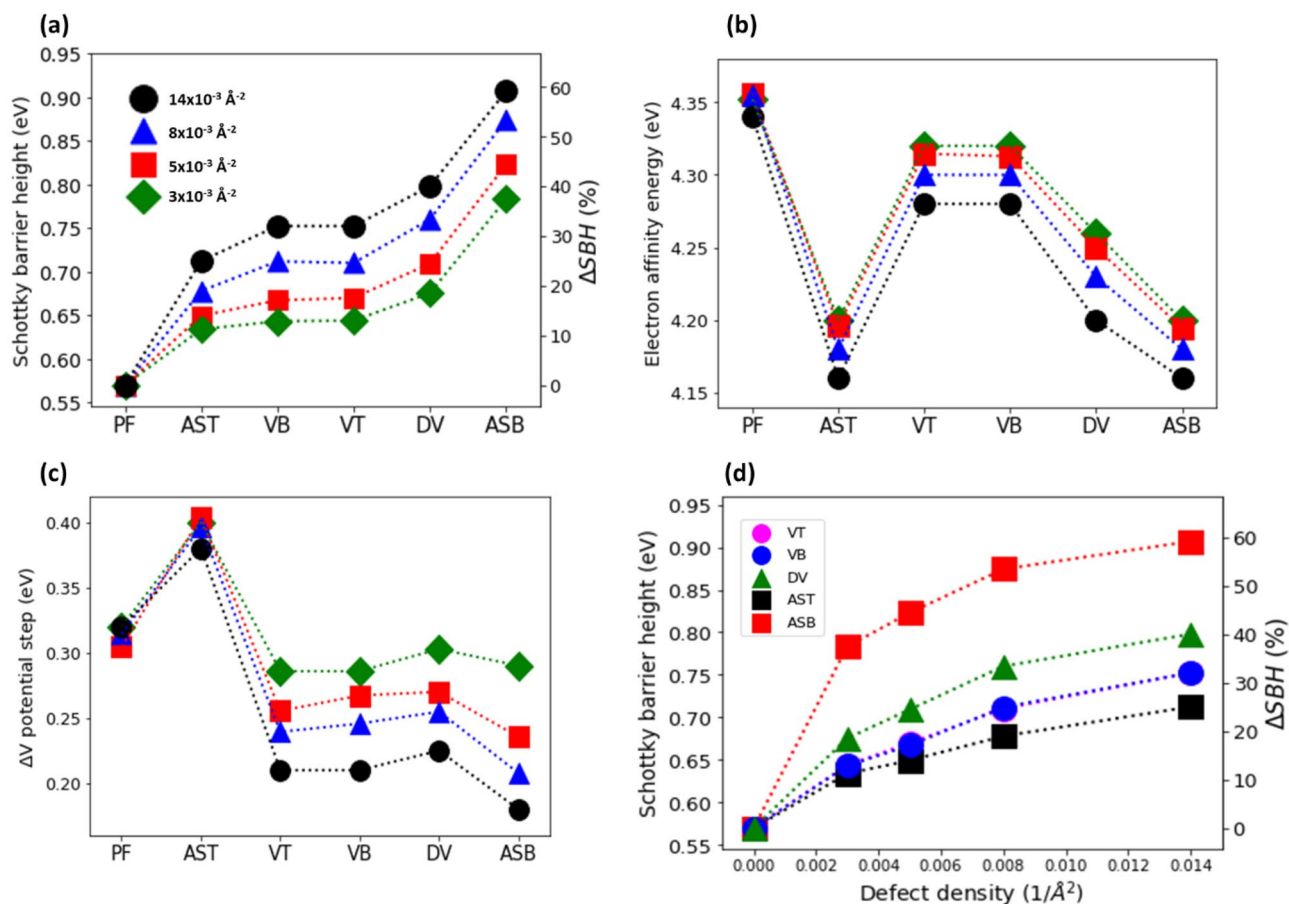 (a)
Schottky barrier height (eV)
0.95
0.90
0.85
0.80
0.75
0.70
0.65
0.60
0.55
14x10⁻³ Å⁻²
8x10⁻³ Å⁻²
5x10⁻³ Å⁻²
3x10⁻³ Å⁻²
60
50
40
30
20
10
0
ΔSBH (%)
PF AST VB VT DV ASB
(b)
Electron affinity energy (eV)
4.35
4.30
4.25
4.20
4.15
PF AST VT VB DV ASB
(c)
ΔV potential step (eV)
0.40
0.35
0.30
0.25
0.20
PF AST VT VB DV ASB
(d)
Schottky barrier height (eV)
0.95
0.90
0.85
0.80
0.75
0.70
0.65
0.60
0.55
VT
VB
DV
AST
ASB
60
50
40
30
20
10
0
ΔSBH (%)
0.000 0.002 0.004 0.006 0.008 0.010 0.012 0.014
Defect density (1/Å²)